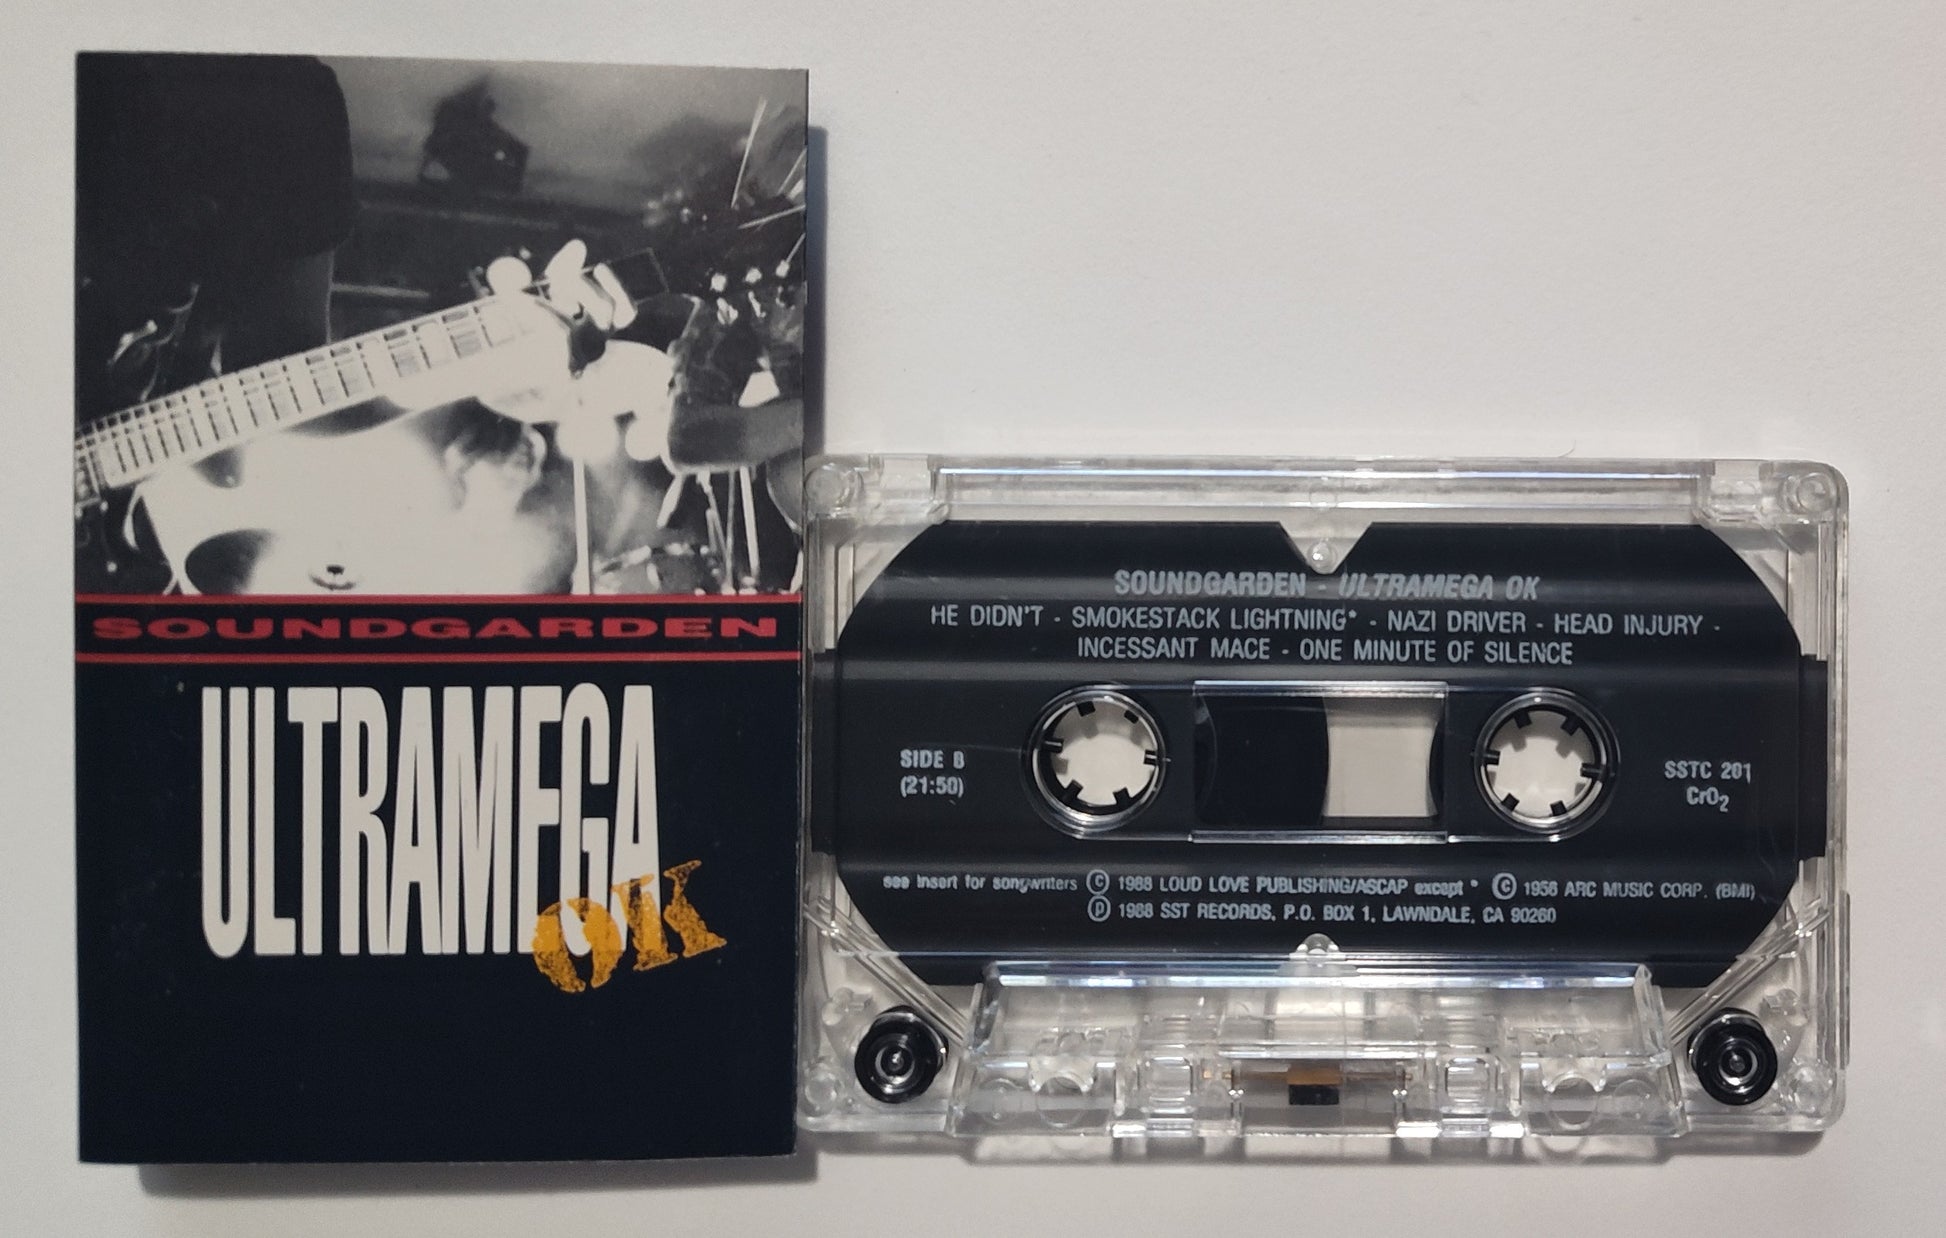 SOUNDGARDEN
ULTRAMEGA
OK
SOUNDGARDEN - ULTRAMEGA OK
HE DIDN'T - SMOKESTACK LIGHTNING* - NAZI DRIVER - HEAD INJURY -
INCESSANT MACE - ONE MINUTE OF SILENCE
SIDE B
(21:50)
SSTC 201
CrO₂
see insert for songwriters © 1988 LOUD LOVE PUBLISHING/ASCAP except * © 1956 ARC MUSIC CORP. (BMI)
℗ 1988 SST RECORDS, P.O. BOX 1, LAWNDALE, CA 90260